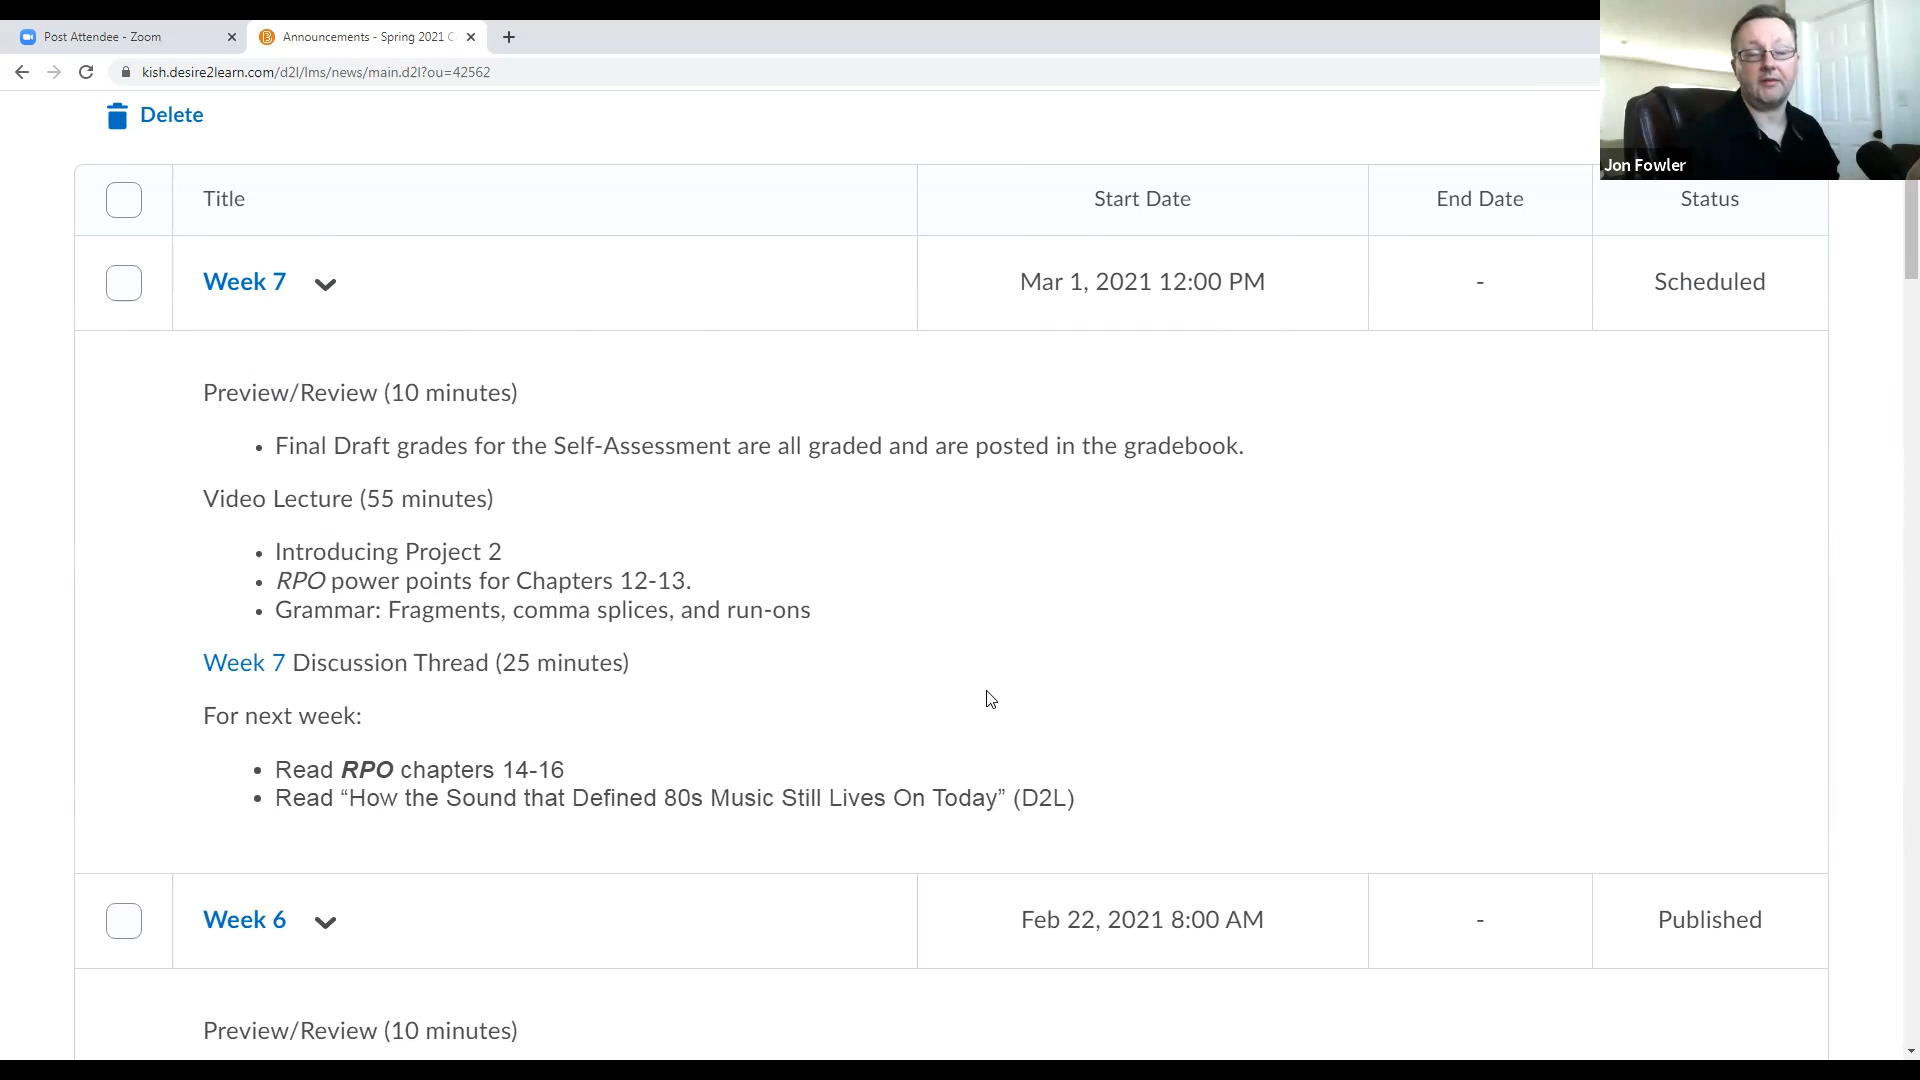 Post Attendee - Zoom
Announcements - Spring 2021 C
kish.desire2learn.com/d2l/lms/news/main.d2l?ou=42562
Jon Fowler
Delete
Title Start Date End Date Status
Week 7 Mar 1, 2021 12:00 PM - Scheduled
Preview/Review (10 minutes)
• Final Draft grades for the Self-Assessment are all graded and are posted in the gradebook.
Video Lecture (55 minutes)
• Introducing Project 2
• RPO power points for Chapters 12-13.
• Grammar: Fragments, comma splices, and run-ons
Week 7 Discussion Thread (25 minutes)
For next week:
• Read RPO chapters 14-16
• Read “How the Sound that Defined 80s Music Still Lives On Today” (D2L)
Week 6 Feb 22, 2021 8:00 AM - Published
Preview/Review (10 minutes)